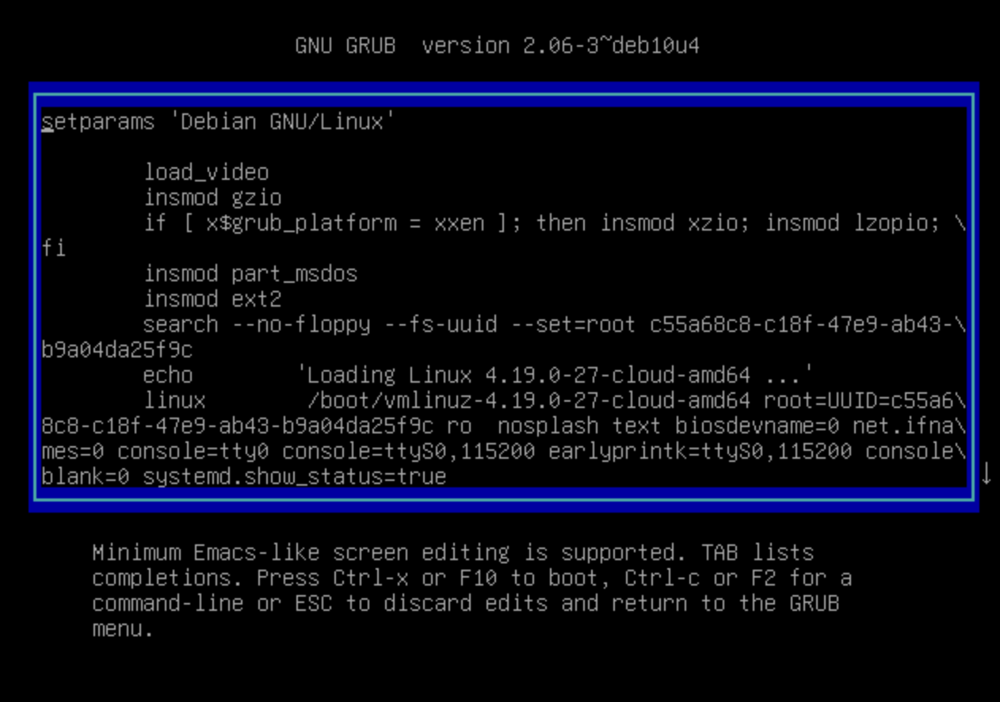 GNU GRUB  version 2.06-3~deb10u4
setparams 'Debian GNU/Linux'
load_video
insmod gzio
if [ x$grub_platform = xxen ]; then insmod xzio; insmod lzopio; \
fi
insmod part_msdos
insmod ext2
search --no-floppy --fs-uuid --set=root c55a68c8-c18f-47e9-ab43-\
b9a04da25f9c
echo        'Loading Linux 4.19.0-27-cloud-amd64 ...'
linux        /boot/vmlinuz-4.19.0-27-cloud-amd64 root=UUID=c55a6\
8c8-c18f-47e9-ab43-b9a04da25f9c ro  nosplash text biosdevname=0 net.ifna\
mes=0 console=tty0 console=ttyS0,115200 earlyprintk=ttyS0,115200 console\
blank=0 systemd.show_status=true
↓
Minimum Emacs-like screen editing is supported. TAB lists
completions. Press Ctrl-x or F10 to boot, Ctrl-c or F2 for a
command-line or ESC to discard edits and return to the GRUB
menu.